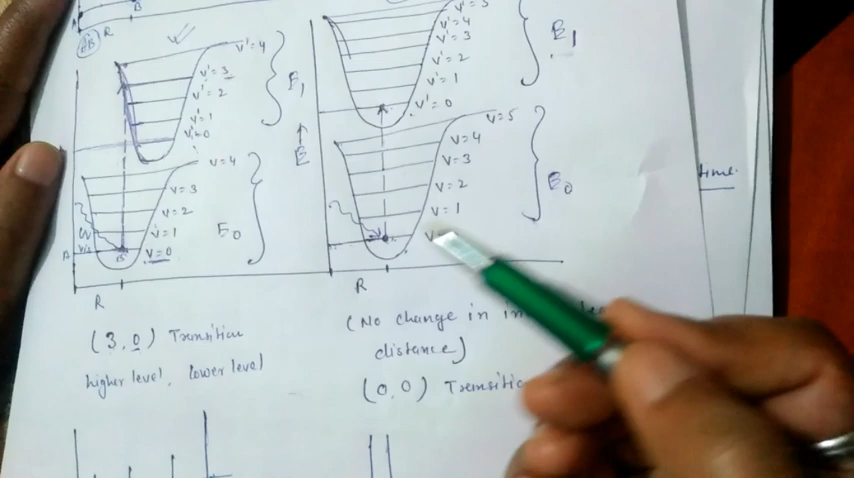 A
B
R
v'=4
v'=3
v'=2
v'=1
v'=0
E1
v=4
v=3
v=2
v=1
v=0
E0
A
B
R
(3,0) Transition
higher level, lower level
v'=5
v'=4
v'=3
v'=2
v'=1
v'=0
E1
E
v=5
v=4
v=3
v=2
v=1
E0
R
(No change in
distance)
(0,0)
time.